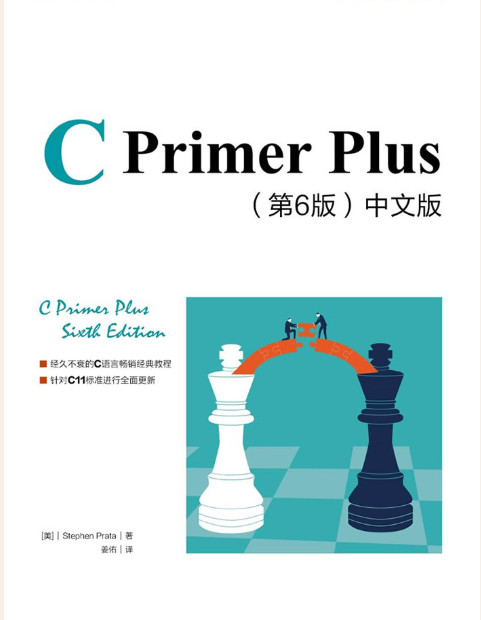 C Primer Plus
（第6版）中文版
C Primer Plus
Sixth Edition
■ 经久不衰的C语言畅销经典教程
■ 针对C11标准进行全面更新
[美] | Stephen Prata | 著
姜佑 | 译